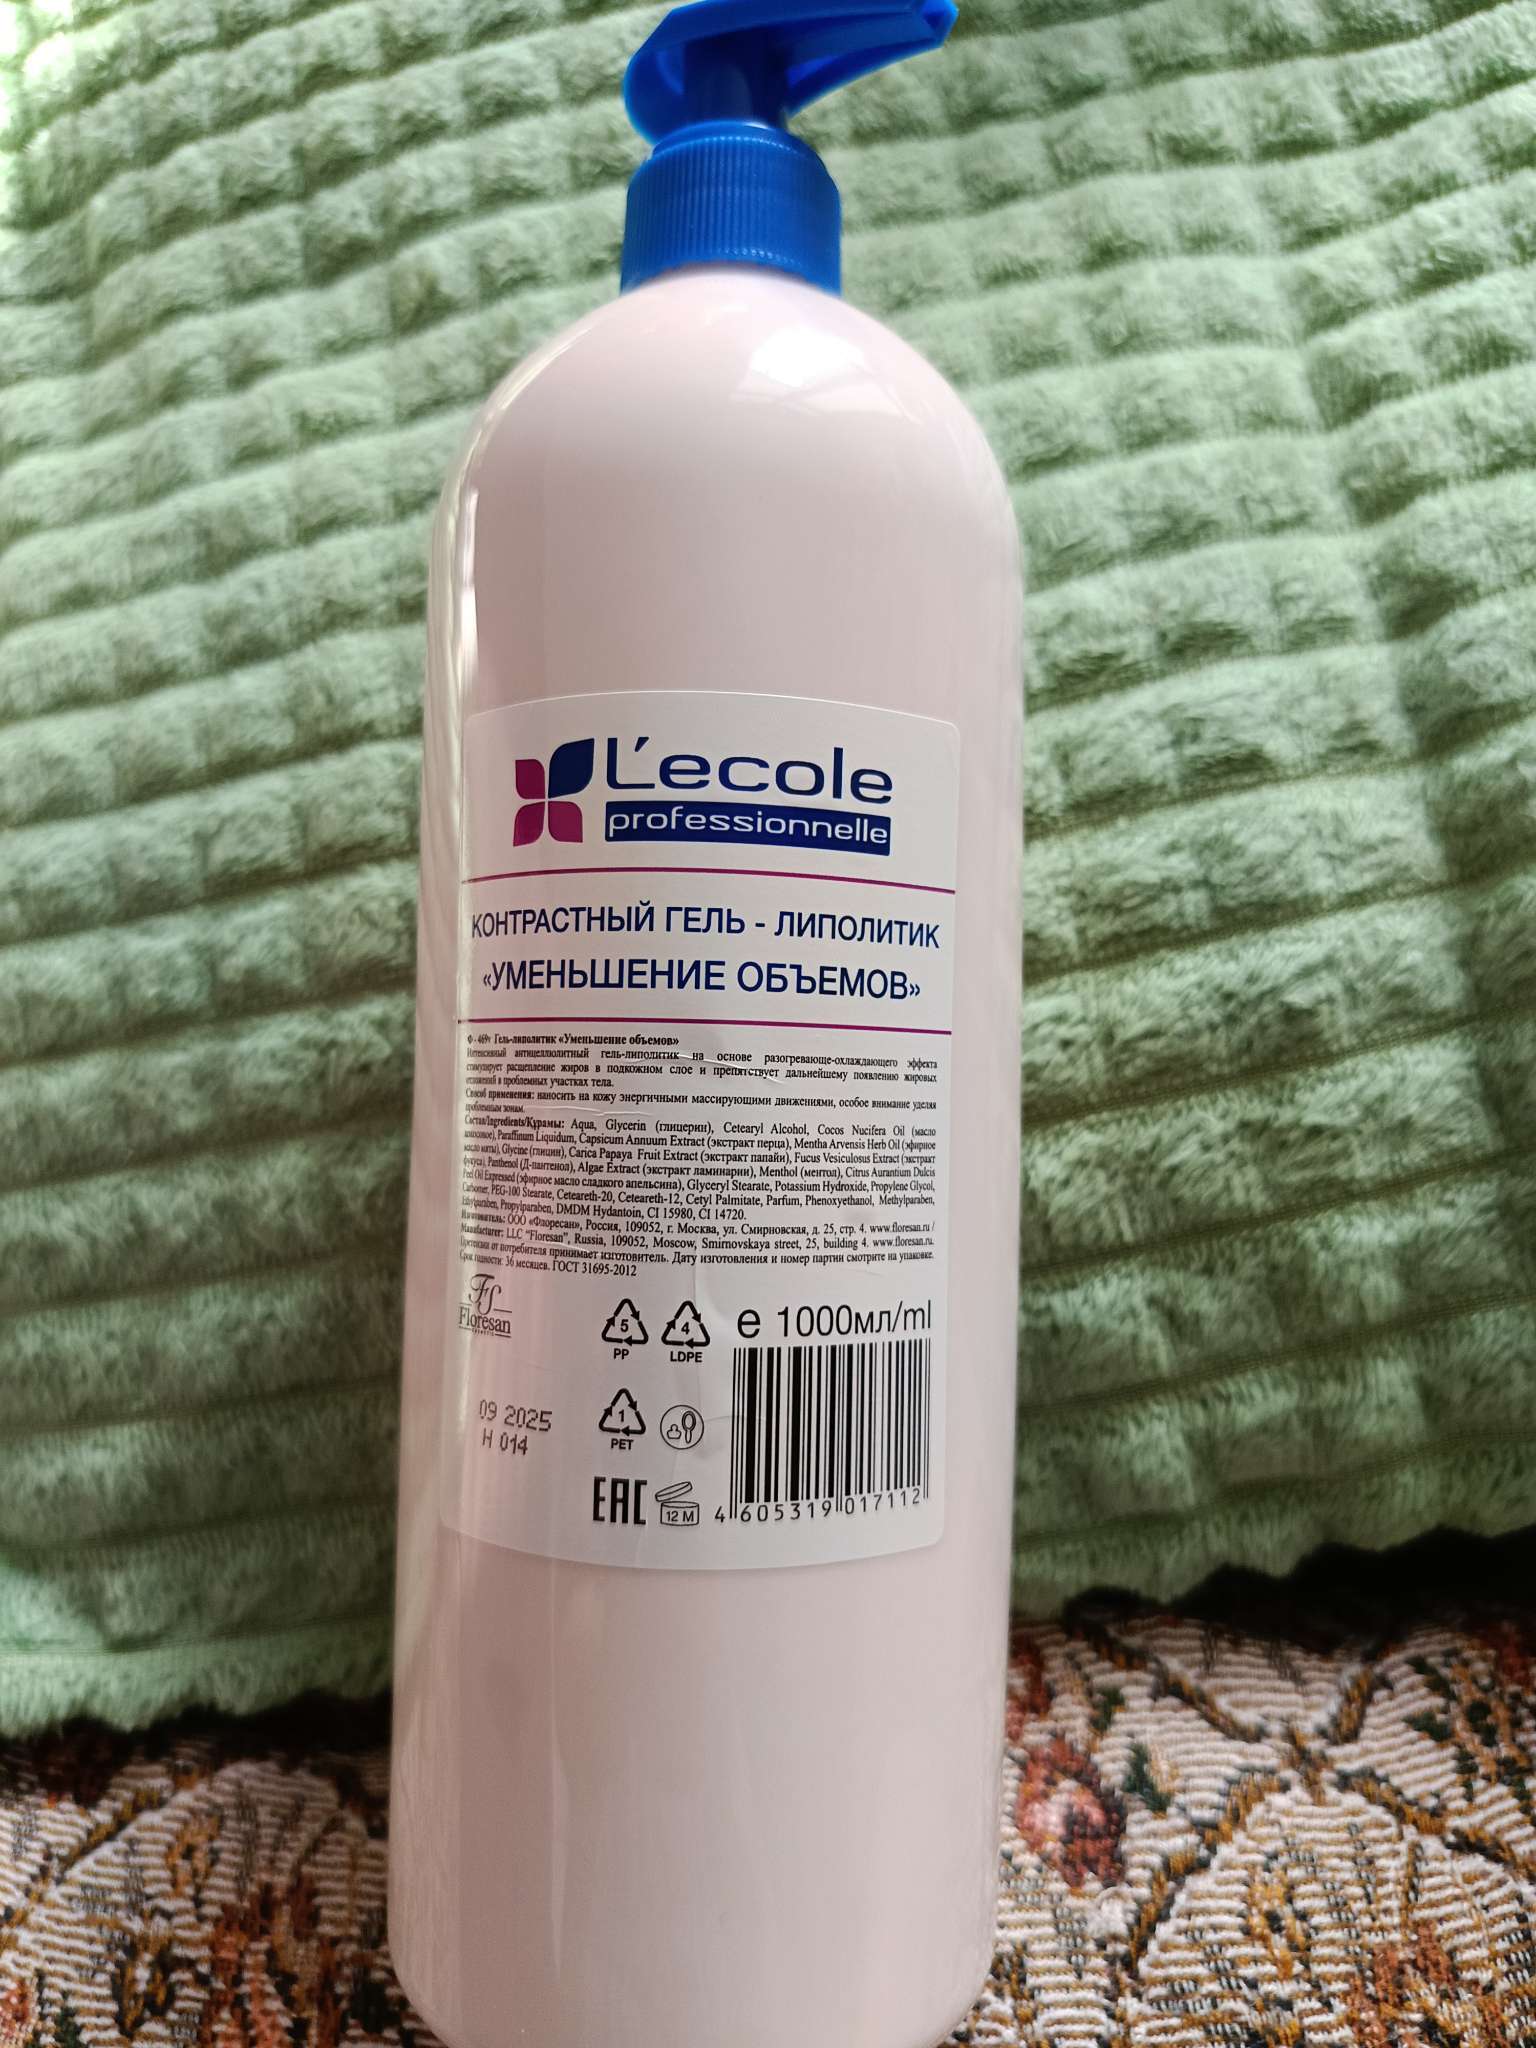 L'ecole
professionnelle
КОНТРАСТНЫЙ ГЕЛЬ - ЛИПОЛИТИК
«УМЕНЬШЕНИЕ ОБЪЕМОВ»
Ф - 469г Гель-липолитик «Уменьшение объемов»
Интенсивный антицеллюлитный гель-липолитик на основе разогревающе-охлаждающего эффекта
стимулирует расщепление жиров в подкожном слое и препятствует дальнейшему появлению жировых
отложений в проблемных участках тела.
Способ применения: наносить на кожу энергичными массирующими движениями, особое внимание уделяя
проблемным зонам.
Состав/Ingredients/Құрамы: Aqua, Glycerin (глицерин), Cetearyl Alcohol, Cocos Nucifera Oil (масло
кокосовое), Paraffinum Liquidum, Capsicum Annuum Extract (экстракт перца), Mentha Arvensis Herb Oil (эфирное
масло мяты), Glycine (глицин), Carica Papaya Fruit Extract (экстракт папайи), Fucus Vesiculosus Extract (экстракт
фукуса), Panthenol (Д-пантенол), Algae Extract (экстракт ламинарии), Menthol (ментол), Citrus Aurantium Dulcis
Peel Oil Expressed (эфирное масло сладкого апельсина), Glyceryl Stearate, Potassium Hydroxide, Propylene Glycol,
Carbomer, PEG-100 Stearate, Ceteareth-20, Ceteareth-12, Cetyl Palmitate, Parfum, Phenoxyethanol, Methylparaben,
Ethylparaben, Propylparaben, DMDM Hydantoin, CI 15980, CI 14720.
Изготовитель: ООО «Флоресан», Россия, 109052, г. Москва, ул. Смирновская, д. 25, стр. 4. www.floresan.ru /
Manufacturer: LLC "Floresan", Russia, 109052, Moscow, Smirnovskaya street, 25, building 4. www.floresan.ru.
Претензии от потребителя принимает изготовитель. Дату изготовления и номер партии смотрите на упаковке.
Срок годности: 36 месяцев. ГОСТ 31695-2012
FS
Floresan
5
PP
4
LDPE
e 1000мл/ml
09 2025
Н 014
1
PET
EAC
12 M
4 605319 017112